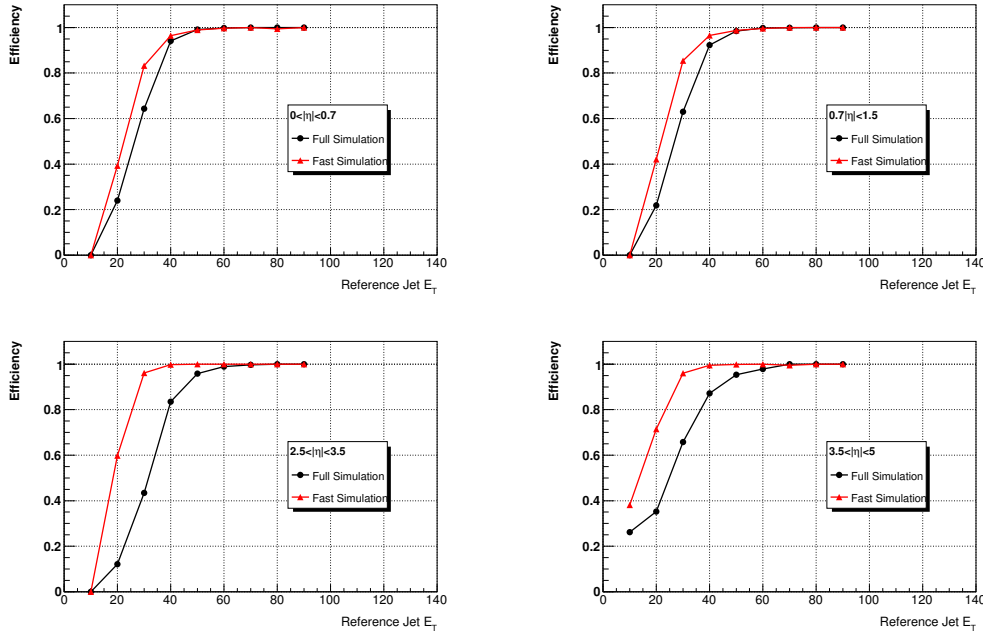 Efficiency
1
0.8
0.6
0.4
0.2
0
0 20 40 60 80 100 120 140
Reference Jet E_T
0<|η|<0.7
Full Simulation
Fast Simulation
Efficiency
1
0.8
0.6
0.4
0.2
0
0 20 40 60 80 100 120 140
Reference Jet E_T
0.7|η|<1.5
Full Simulation
Fast Simulation
Efficiency
1
0.8
0.6
0.4
0.2
0
0 20 40 60 80 100 120 140
Reference Jet E_T
2.5<|η|<3.5
Full Simulation
Fast Simulation
Efficiency
1
0.8
0.6
0.4
0.2
0
0 20 40 60 80 100 120 140
Reference Jet E_T
3.5<|η|<5
Full Simulation
Fast Simulation